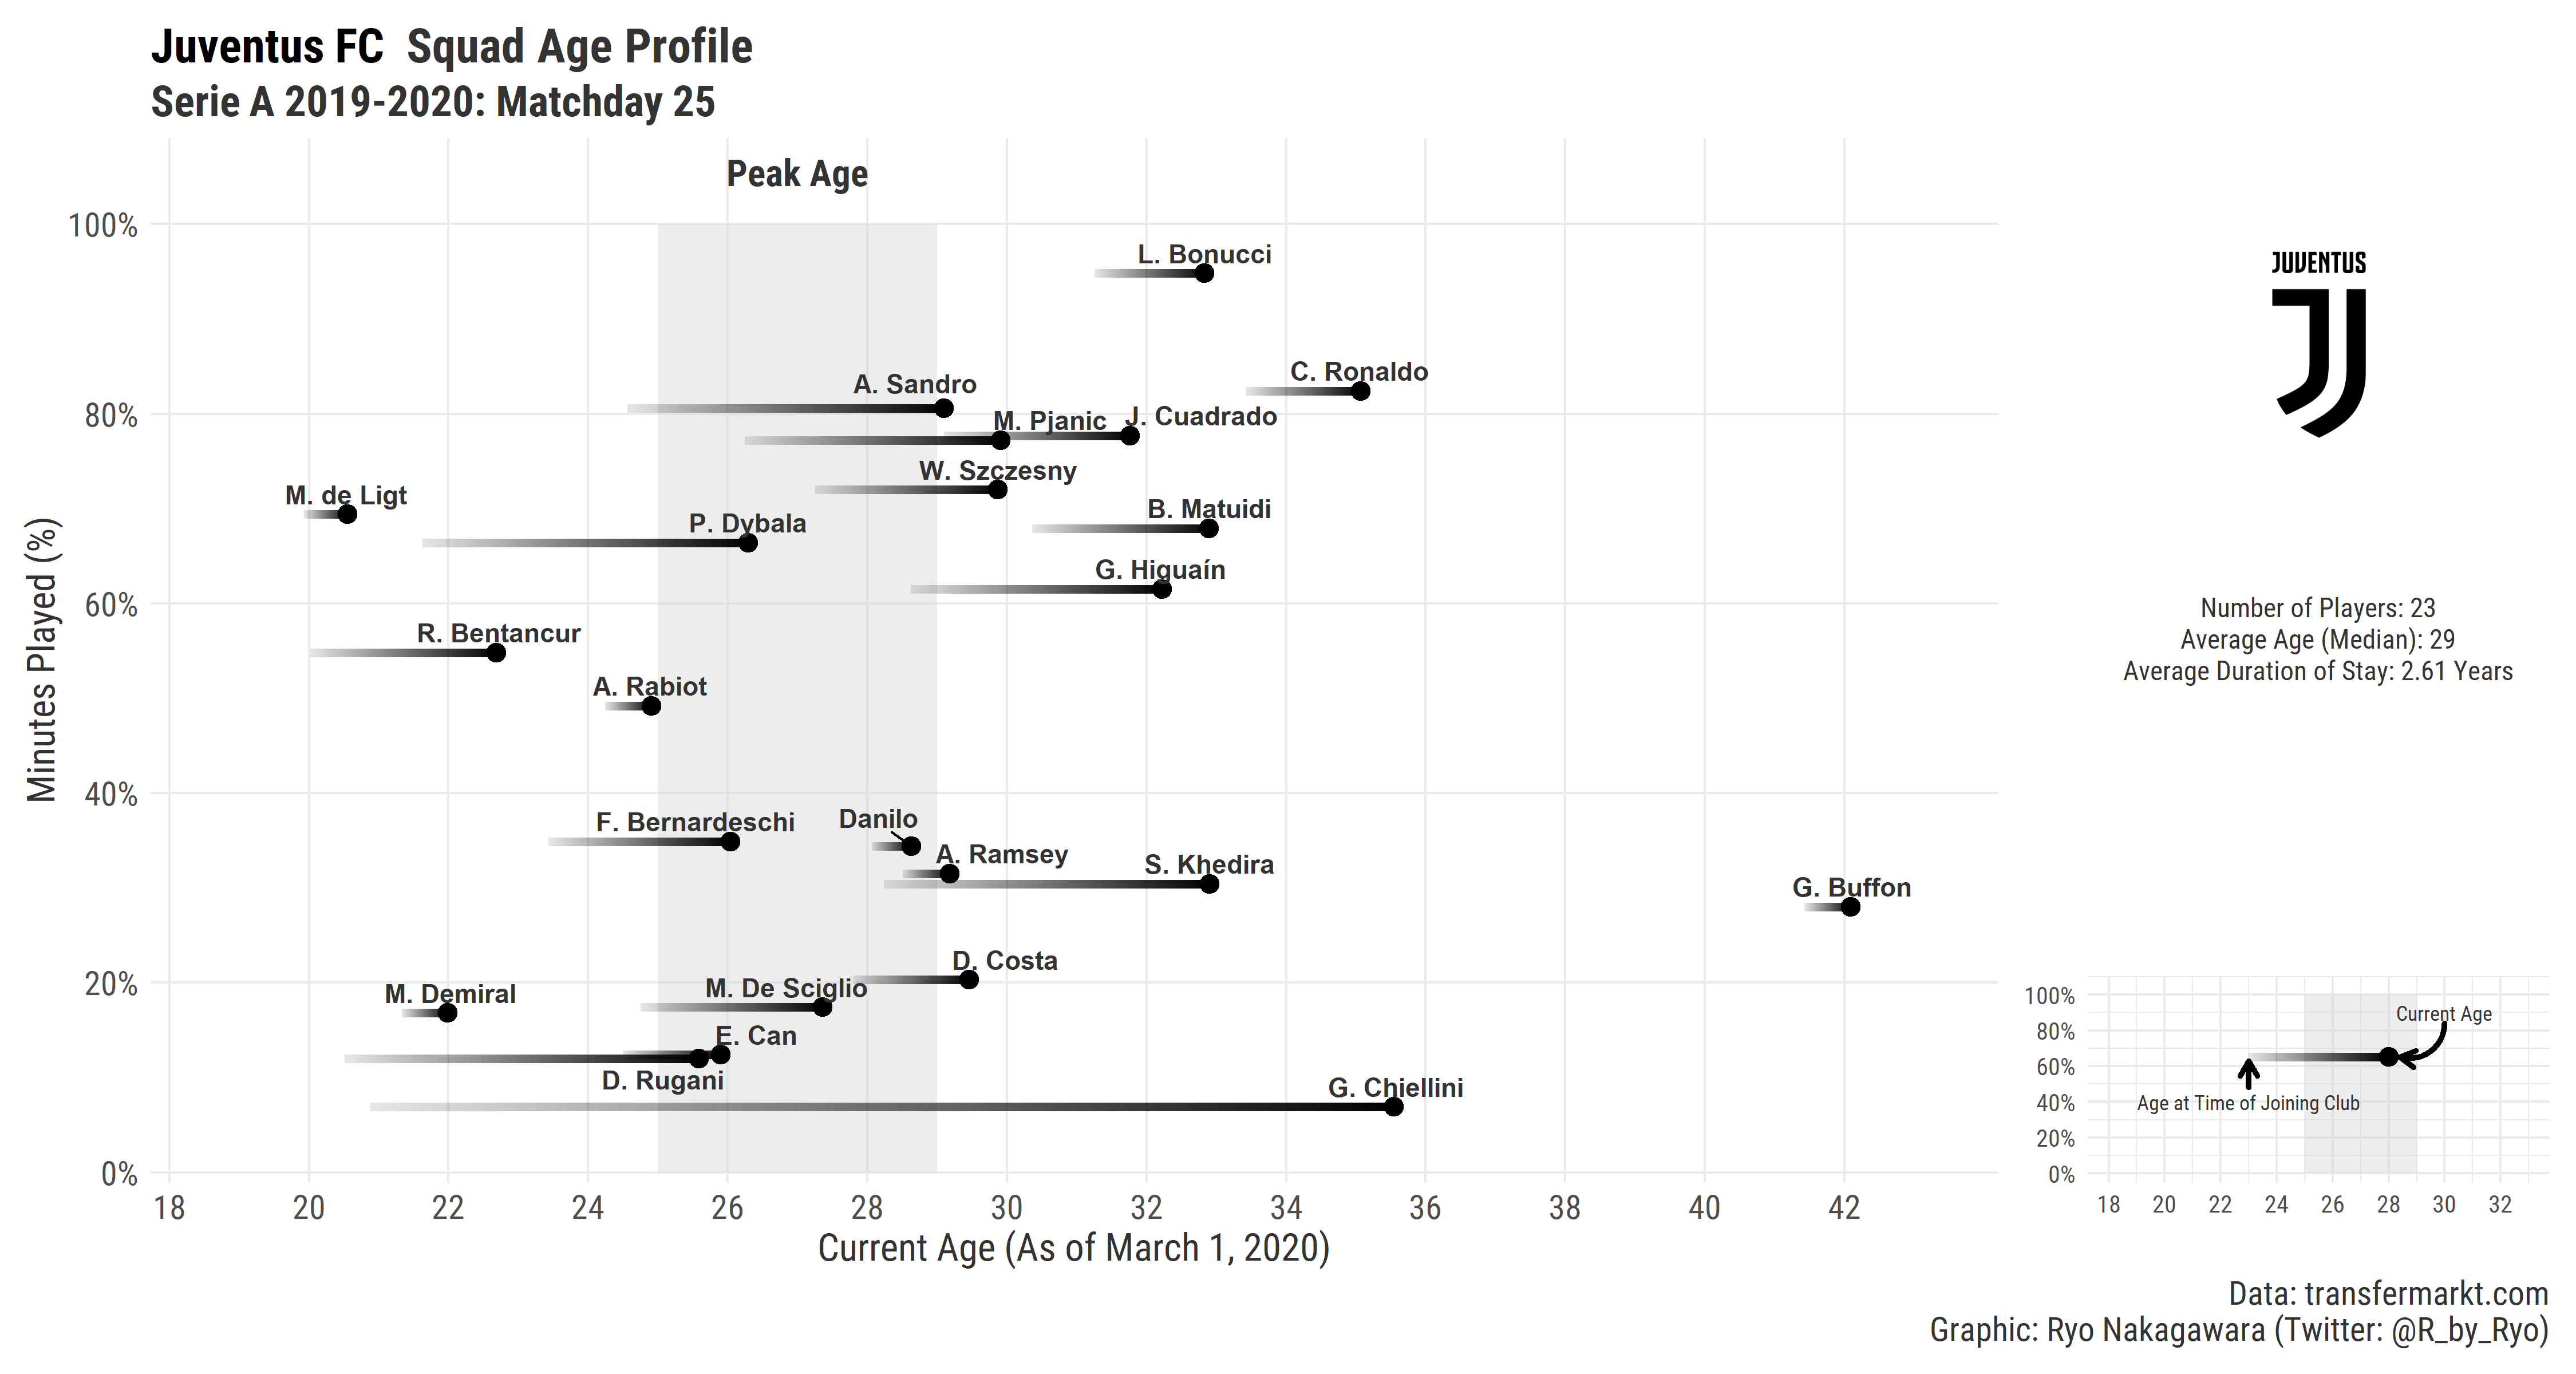 Juventus FC Squad Age Profile
Serie A 2019-2020: Matchday 25
Peak Age
100%
80%
60%
40%
20%
0%
Minutes Played (%)
L. Bonucci
C. Ronaldo
A. Sandro
M. Pjanic
J. Cuadrado
W. Szczesny
M. de Ligt
B. Matuidi
P. Dybala
G. Higuaín
R. Bentancur
A. Rabiot
F. Bernardeschi
Danilo
A. Ramsey
S. Khedira
G. Buffon
D. Costa
M. De Sciglio
M. Demiral
E. Can
D. Rugani
G. Chiellini
18 20 22 24 26 28 30 32 34 36 38 40 42
Current Age (As of March 1, 2020)
JUVENTUS
Number of Players: 23
Average Age (Median): 29
Average Duration of Stay: 2.61 Years
100%
80%
60%
40%
20%
0%
Current Age
Age at Time of Joining Club
18 20 22 24 26 28 30 32
Data: transfermarkt.com
Graphic: Ryo Nakagawara (Twitter: @R_by_Ryo)